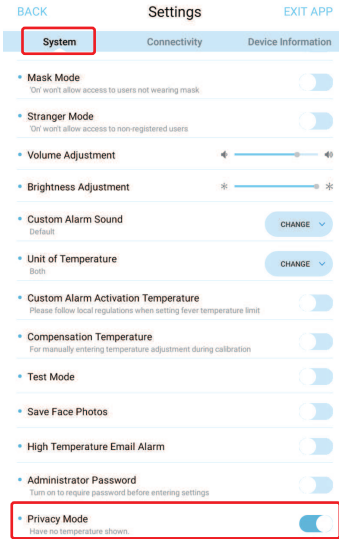 BACK Settings EXIT APP
System Connectivity Device Information
Mask Mode
'On' won't allow access to users not wearing mask
Stranger Mode
'On' won't allow access to non-registered users
Volume Adjustment
Brightness Adjustment
Custom Alarm Sound
Default
CHANGE
Unit of Temperature
Both
CHANGE
Custom Alarm Activation Temperature
Please follow local regulations when setting fever temperature limit
Compensation Temperature
For manually entering temperature adjustment during calibration
Test Mode
Save Face Photos
High Temperature Email Alarm
Administrator Password
Turn on to require password before entering settings
Privacy Mode
Have no temperature shown.